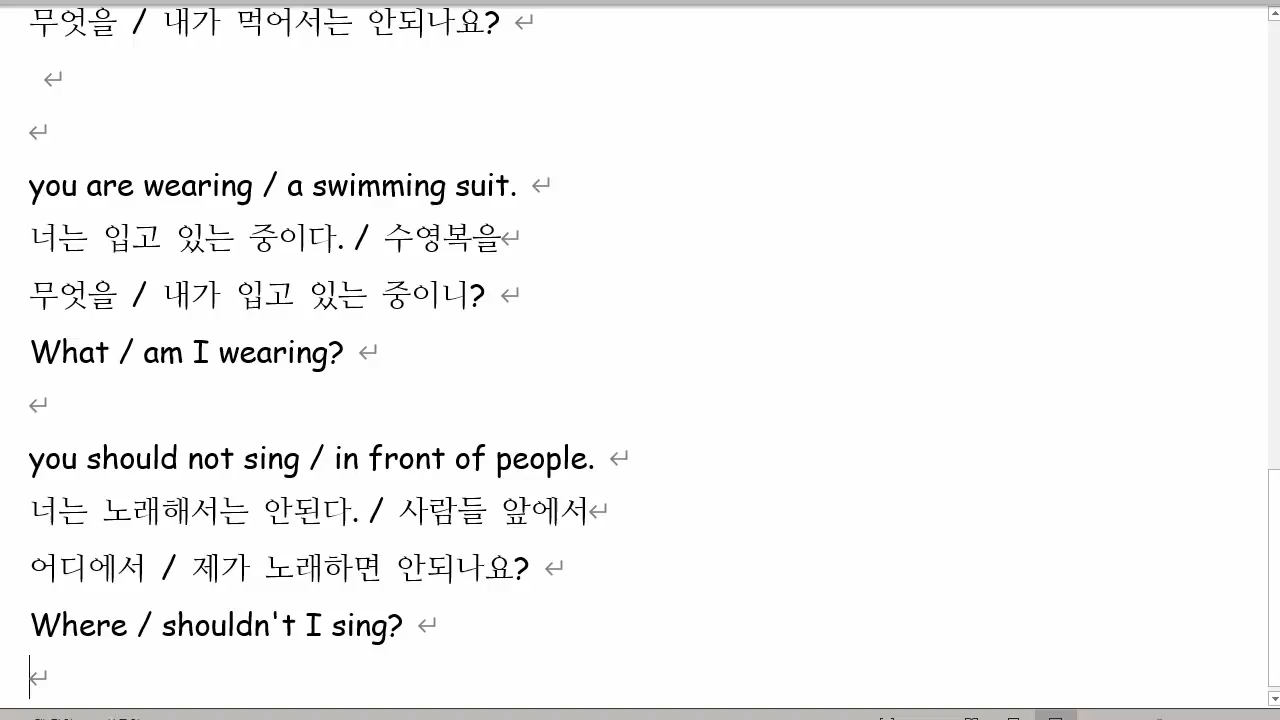 무엇을 / 내가 먹어서는 안되나요? ↵
↵
↵
you are wearing / a swimming suit. ↵
너는 입고 있는 중이다. / 수영복을↵
무엇을 / 내가 입고 있는 중이니? ↵
What / am I wearing? ↵
↵
you should not sing / in front of people. ↵
너는 노래해서는 안된다. / 사람들 앞에서↵
어디에서 / 제가 노래하면 안되나요? ↵
Where / shouldn't I sing? ↵
↵